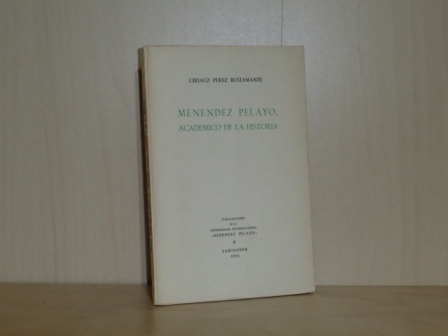 CIRIACO PEREZ BUSTAMANTE
MENENDEZ PELAYO,
ACADEMICO DE LA HISTORIA
PUBLICACIONES
DE LA
UNIVERSIDAD INTERNACIONAL
«MENENDEZ PELAYO»
SANTANDER